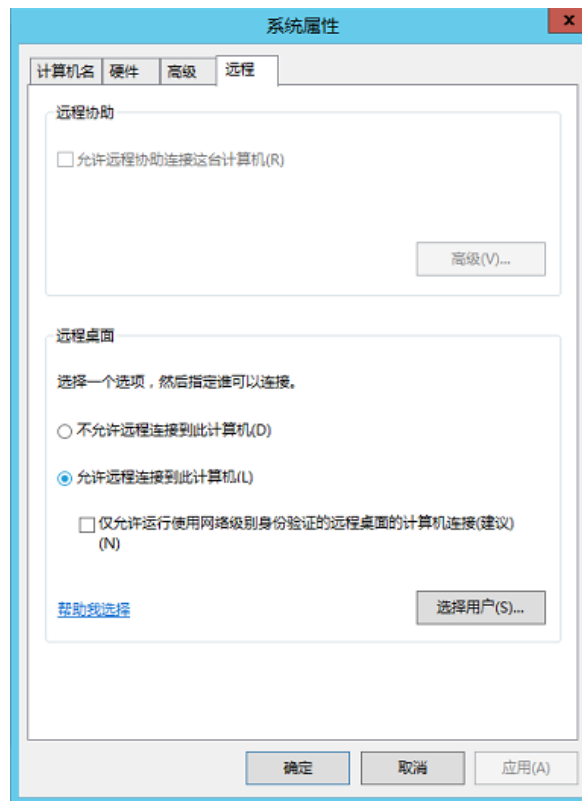 系统属性
x
计算机名 硬件 高级 远程
远程协助
允许远程协助连接这台计算机(R)
高级(V)...
远程桌面
选择一个选项，然后指定谁可以连接。
不允许远程连接到此计算机(D)
允许远程连接到此计算机(L)
仅允许运行使用网络级别身份验证的远程桌面的计算机连接(建议)
(N)
帮助我选择 选择用户(S)...
确定 取消 应用(A)